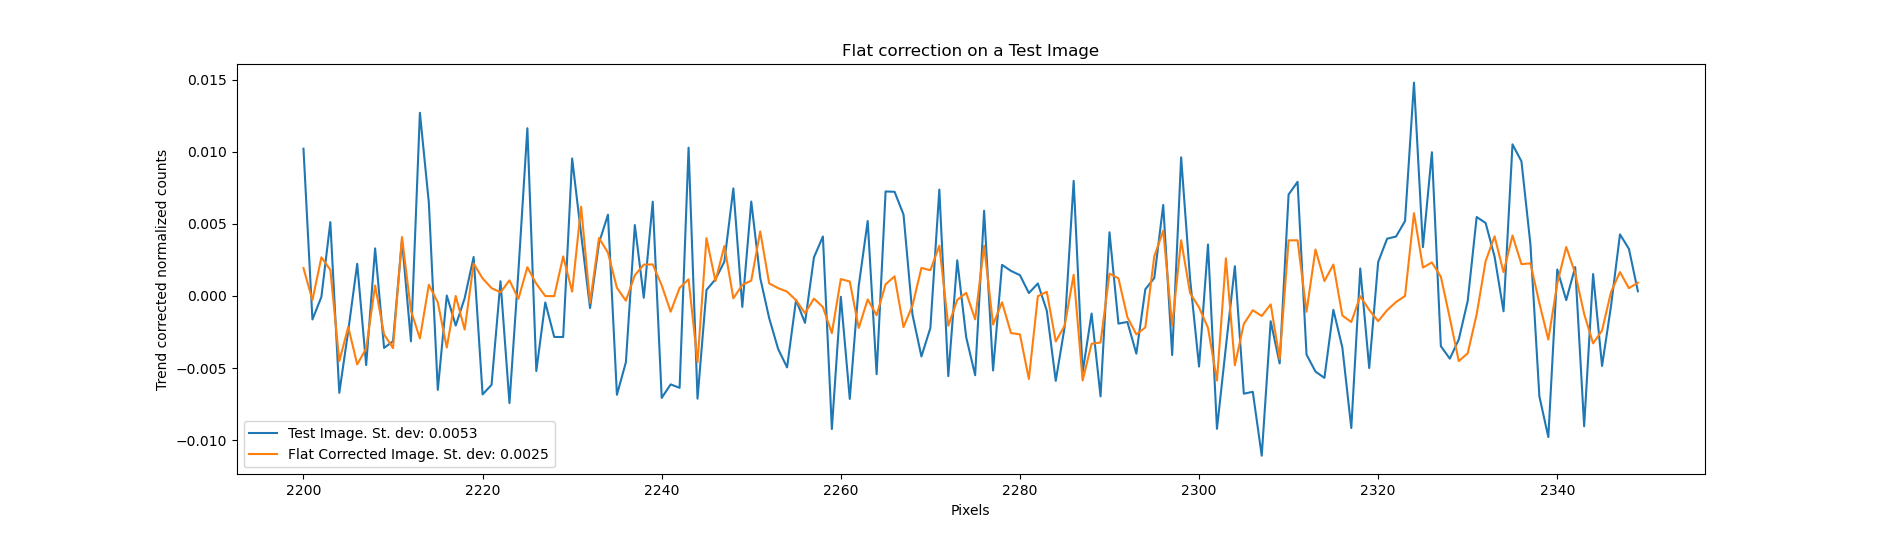 Flat correction on a Test Image
Trend corrected normalized counts
0.015
0.010
0.005
0.000
−0.005
−0.010
Test Image. St. dev: 0.0053
Flat Corrected Image. St. dev: 0.0025
2200 2220 2240 2260 2280 2300 2320 2340
Pixels